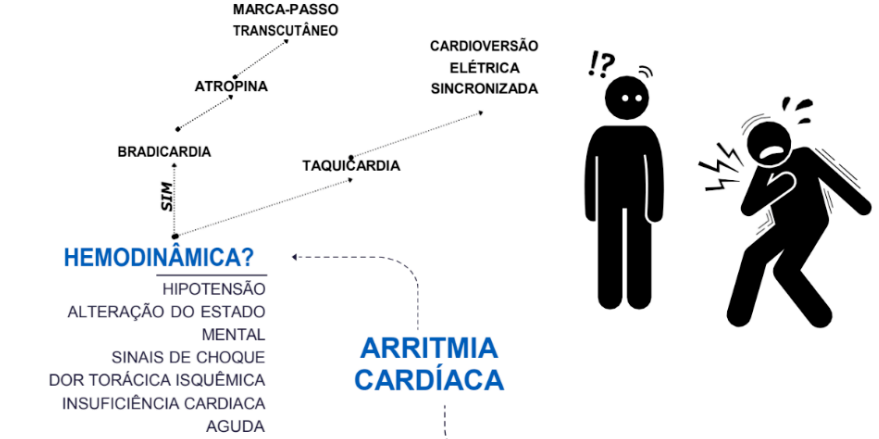 MARCA-PASSO
TRANSCUTÂNEO
CARDIOVERSÃO
ELÉTRICA
SINCRONIZADA
!?
ATROPINA
BRADICARDIA
TAQUICARDIA
SIM
HEMODINÂMICA?
HIPOTENSÃO
ALTERAÇÃO DO ESTADO
MENTAL
SINAIS DE CHOQUE
DOR TORÁCICA ISQUÊMICA
INSUFICIÊNCIA CARDIACA
AGUDA
ARRITMIA
CARDÍACA